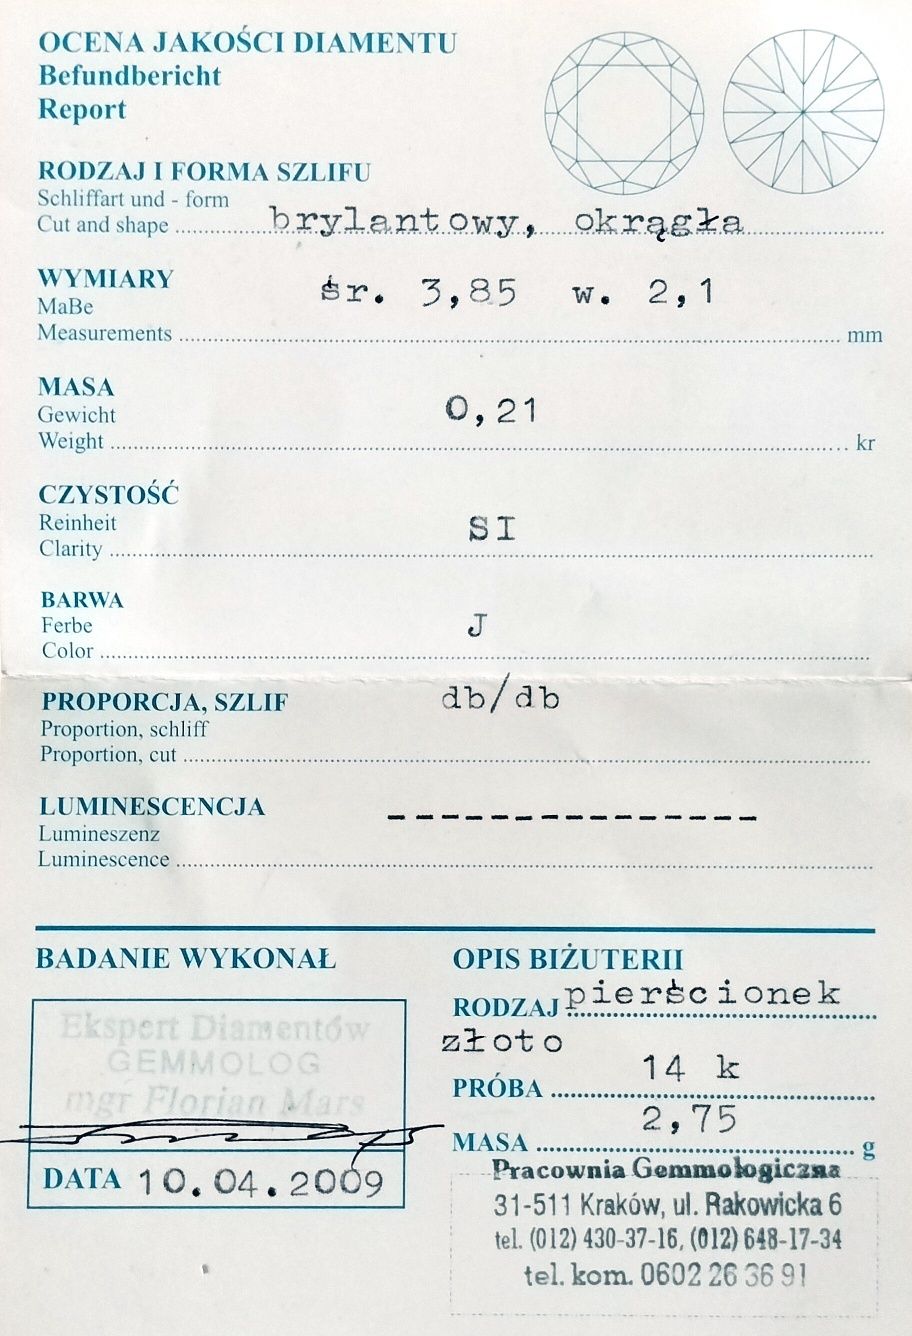 OCENA JAKOŚCI DIAMENTU
Befundbericht
Report
RODZAJ I FORMA SZLIFU
Schliffart und - form
Cut and shape brylantowy, okrągła
WYMIARY
MaBe
śr. 3,85 w. 2,1
Measurements mm
MASA
Gewicht
0,21
Weight kr
CZYSTOŚĆ
Reinheit
SI
Clarity
BARWA
Ferbe
J
Color
PROPORCJA, SZLIF db/db
Proportion, schliff
Proportion, cut
LUMINESCENCJA
---------------
Lumineszenz
Luminescence
BADANIE WYKONAŁ
Ekspert Diamentów
GEMMOLOG
mgr Florian Mars
DATA 10.04.2009
OPIS BIŻUTERII
RODZAJ pierścionek
złoto
PRÓBA 14 k
MASA 2,75 g
Pracownia Gemmologiczna
31-511 Kraków, ul. Rakowicka 6
tel. (012) 430-37-16, (012) 648-17-34
tel. kom. 0602 26 36 91